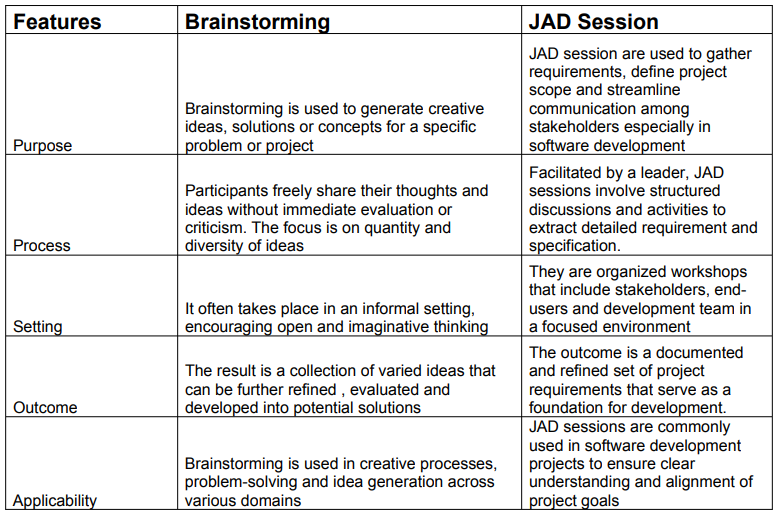 Features Brainstorming JAD Session
Purpose
Brainstorming is used to generate creative
ideas, solutions or concepts for a specific
problem or project
JAD session are used to gather
requirements, define project
scope and streamline
communication among
stakeholders especially in
software development
Process
Participants freely share their thoughts and
ideas without immediate evaluation or
criticism. The focus is on quantity and
diversity of ideas
Facilitated by a leader, JAD
sessions involve structured
discussions and activities to
extract detailed requirement and
specification.
Setting
It often takes place in an informal setting,
encouraging open and imaginative thinking
They are organized workshops
that include stakeholders, end-
users and development team in
a focused environment
Outcome
The result is a collection of varied ideas that
can be further refined , evaluated and
developed into potential solutions
The outcome is a documented
and refined set of project
requirements that serve as a
foundation for development.
Applicability
Brainstorming is used in creative processes,
problem-solving and idea generation across
various domains
JAD sessions are commonly
used in software development
projects to ensure clear
understanding and alignment of
project goals